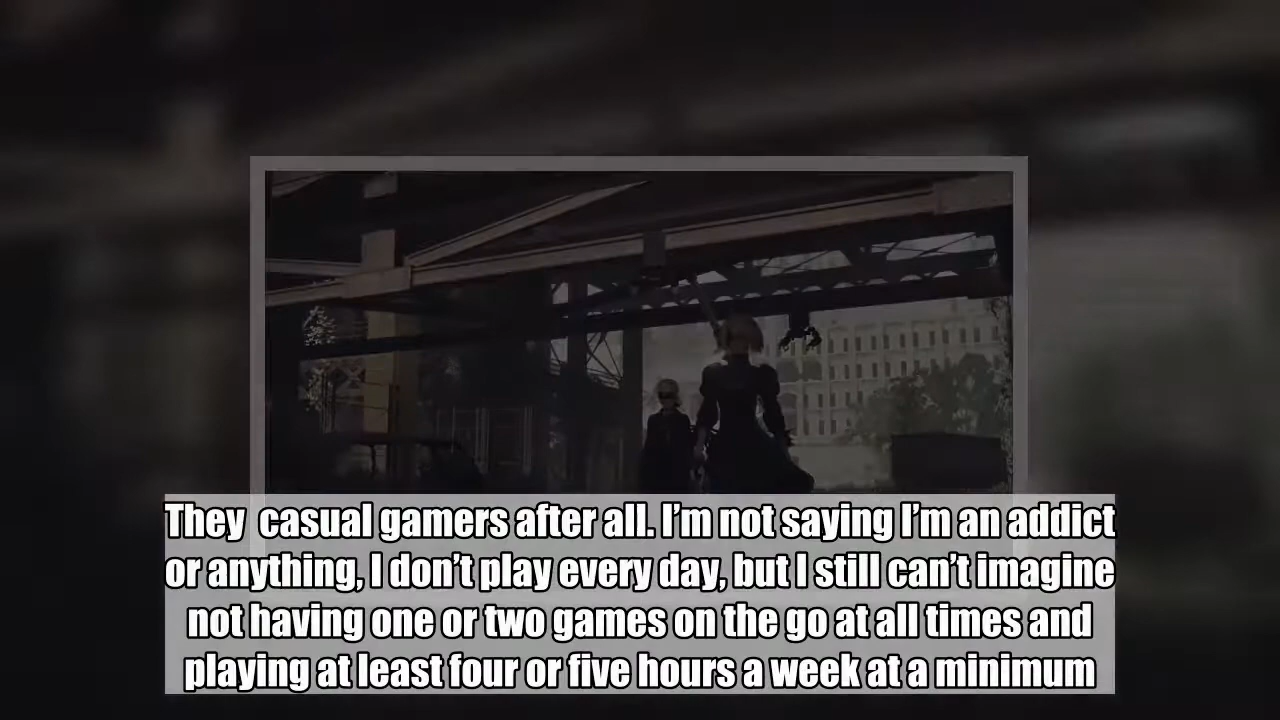 They  casual gamers after all. I’m not saying I’m an addict
or anything, I don’t play every day, but I still can’t imagine
not having one or two games on the go at all times and
playing at least four or five hours a week at a minimum